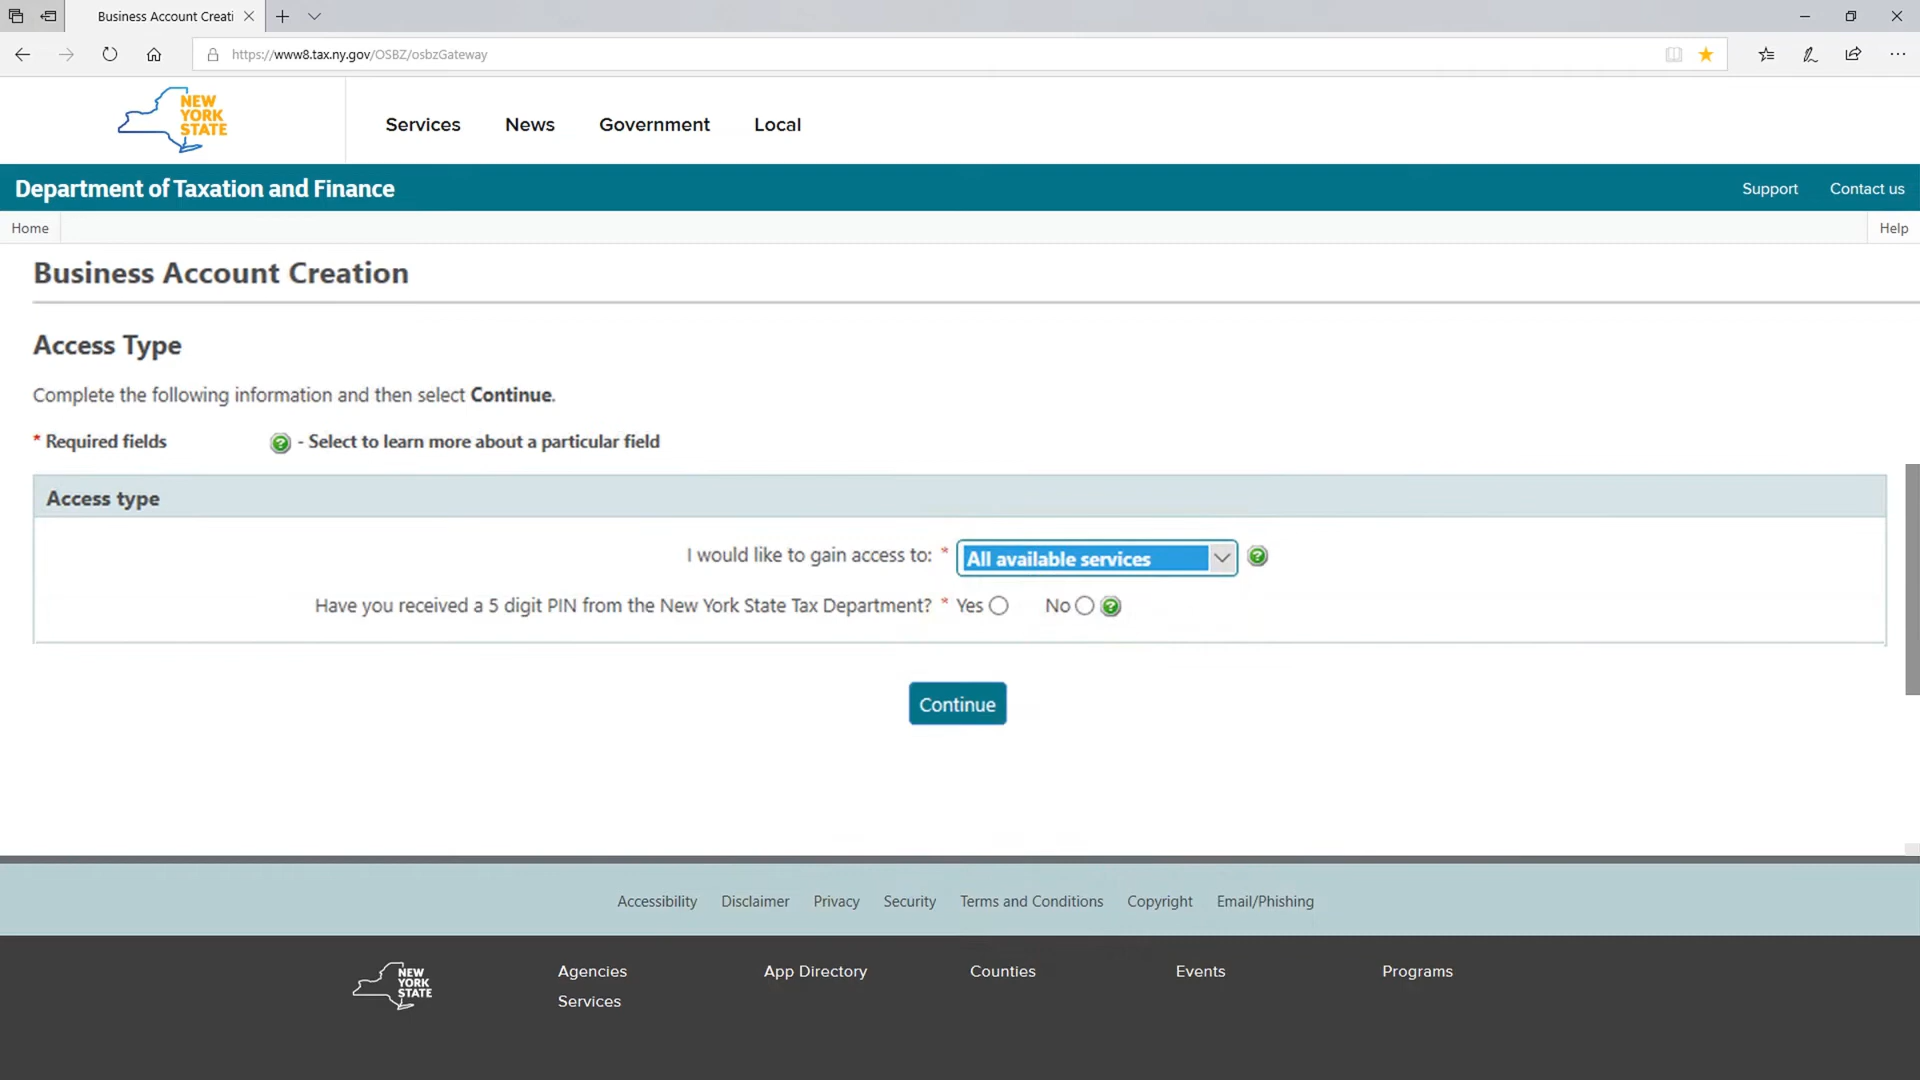 Business Account Creati
https://www8.tax.ny.gov/OSBZ/osbzGateway
NEW
YORK
STATE
Services News Government Local
Department of Taxation and Finance
Support Contact us
Home
Help
Business Account Creation
Access Type
Complete the following information and then select Continue.
* Required fields ? - Select to learn more about a particular field
Access type
I would like to gain access to: * All available services ?
Have you received a 5 digit PIN from the New York State Tax Department? * Yes No ?
Continue
Accessibility Disclaimer Privacy Security Terms and Conditions Copyright Email/Phishing
NEW
YORK
STATE
Agencies App Directory Counties Events Programs
Services